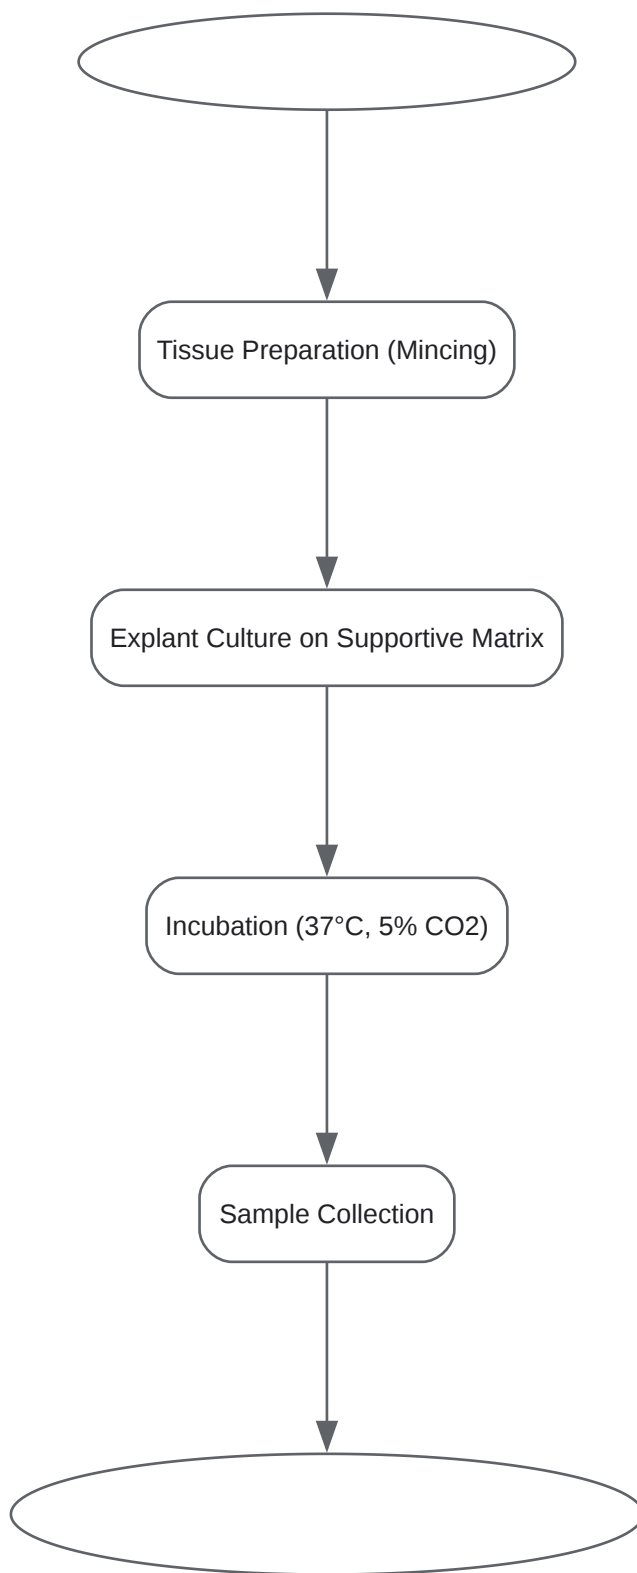 Tissue Preparation (Mincing)
Explant Culture on Supportive Matrix
Incubation (37°C, 5% CO2)
Sample Collection